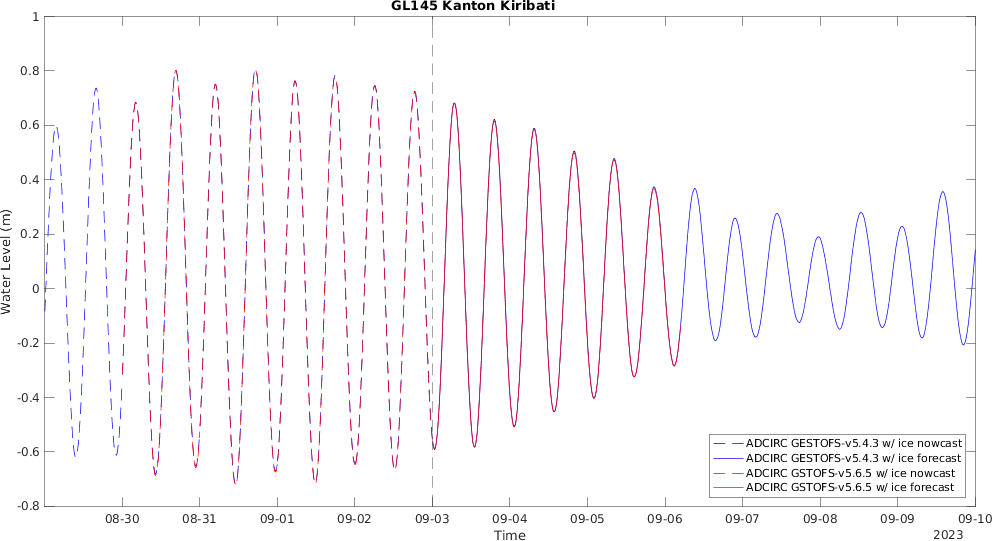 GL145 Kanton Kiribati
1
0.8
0.6
0.4
0.2
0
-0.2
-0.4
-0.6
-0.8
Water Level (m)
08-30 08-31 09-01 09-02 09-03 09-04 09-05 09-06 09-07 09-08 09-09 09-10
2023
Time
ADCIRC GESTOFS-v5.4.3 w/ ice nowcast
ADCIRC GESTOFS-v5.4.3 w/ ice forecast
ADCIRC GSTOFS-v5.6.5 w/ ice nowcast
ADCIRC GSTOFS-v5.6.5 w/ ice forecast